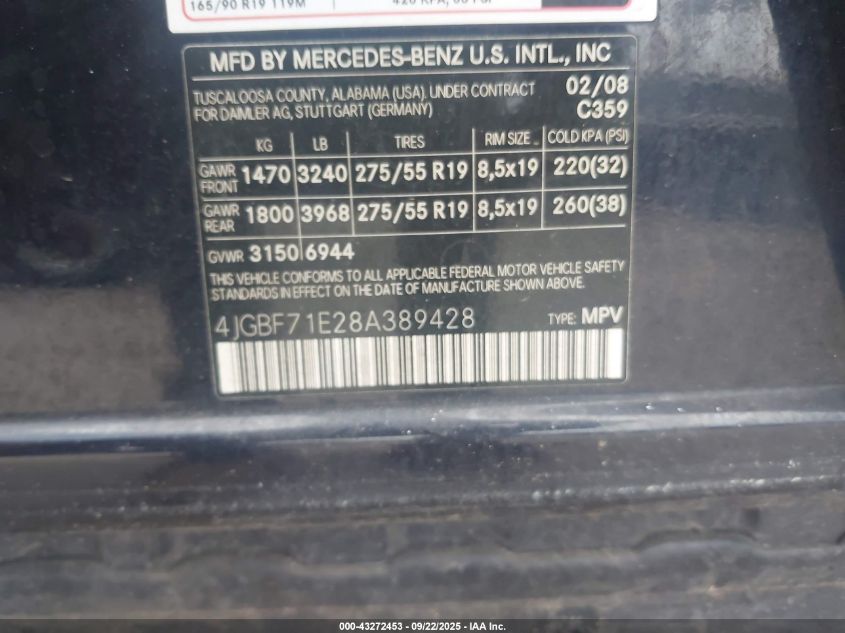 165/90 R19 119M
MFD BY MERCEDES-BENZ U.S. INTL., INC
TUSCALOOSA COUNTY, ALABAMA (USA), UNDER CONTRACT 02/08
FOR DAIMLER AG, STUTTGART (GERMANY) C359
KG LB TIRES RIM SIZE COLD KPA (PSI)
GAWR FRONT 1470 3240 275/55 R19 8,5x19 220(32)
GAWR REAR 1800 3968 275/55 R19 8,5x19 260(38)
GVWR 3150 6944
THIS VEHICLE CONFORMS TO ALL APPLICABLE FEDERAL MOTOR VEHICLE SAFETY
STANDARDS IN EFFECT ON THE DATE OF MANUFACTURE SHOWN ABOVE.
4JGBF71E28A389428 TYPE: MPV
000-43272453 - 09/22/2025 - IAA Inc.